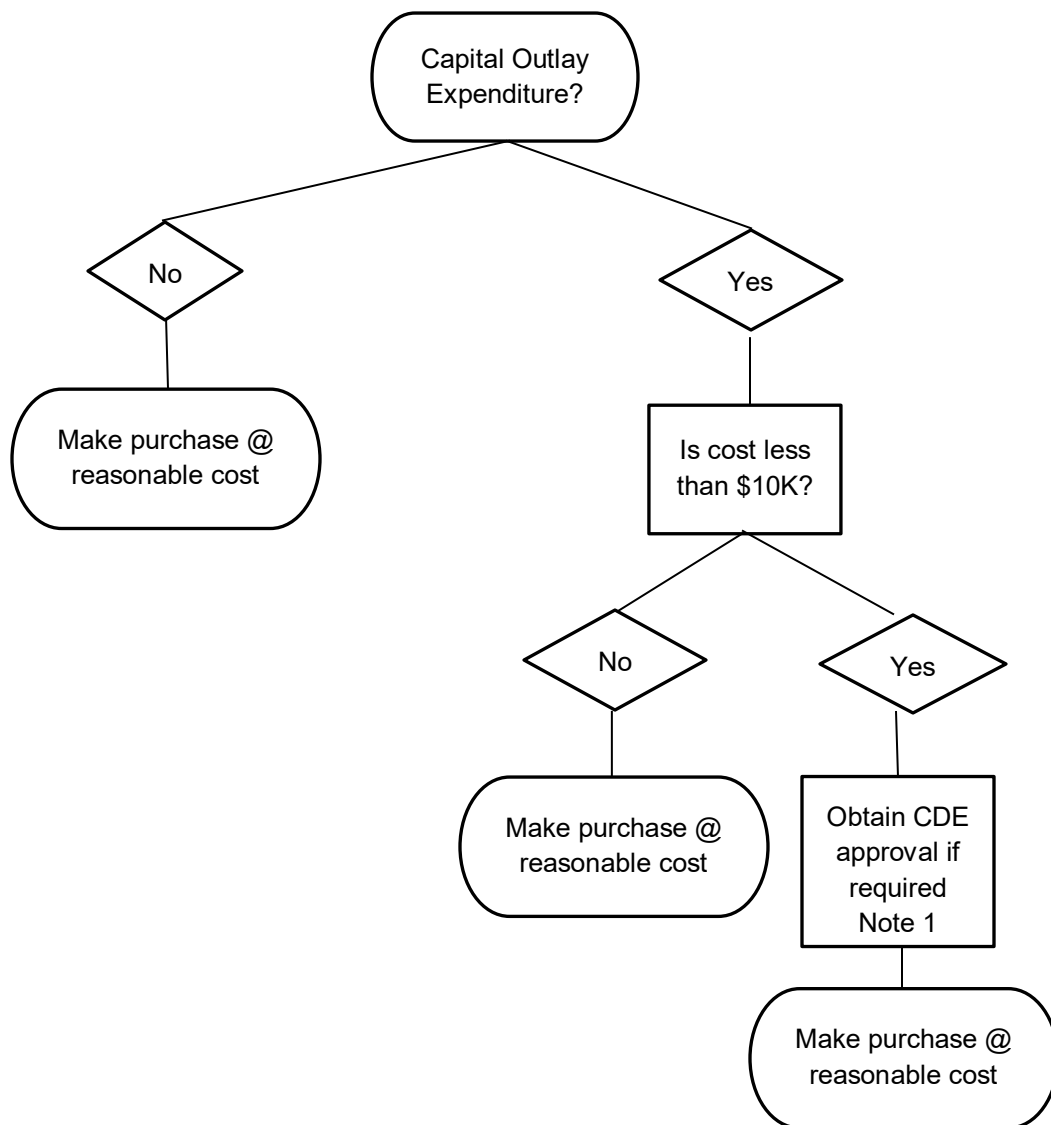 Capital Outlay
Expenditure?
No
Yes
Make purchase @
reasonable cost
Is cost less
than $10K?
No
Yes
Make purchase @
reasonable cost
Obtain CDE
approval if
required
Note 1
Make purchase @
reasonable cost